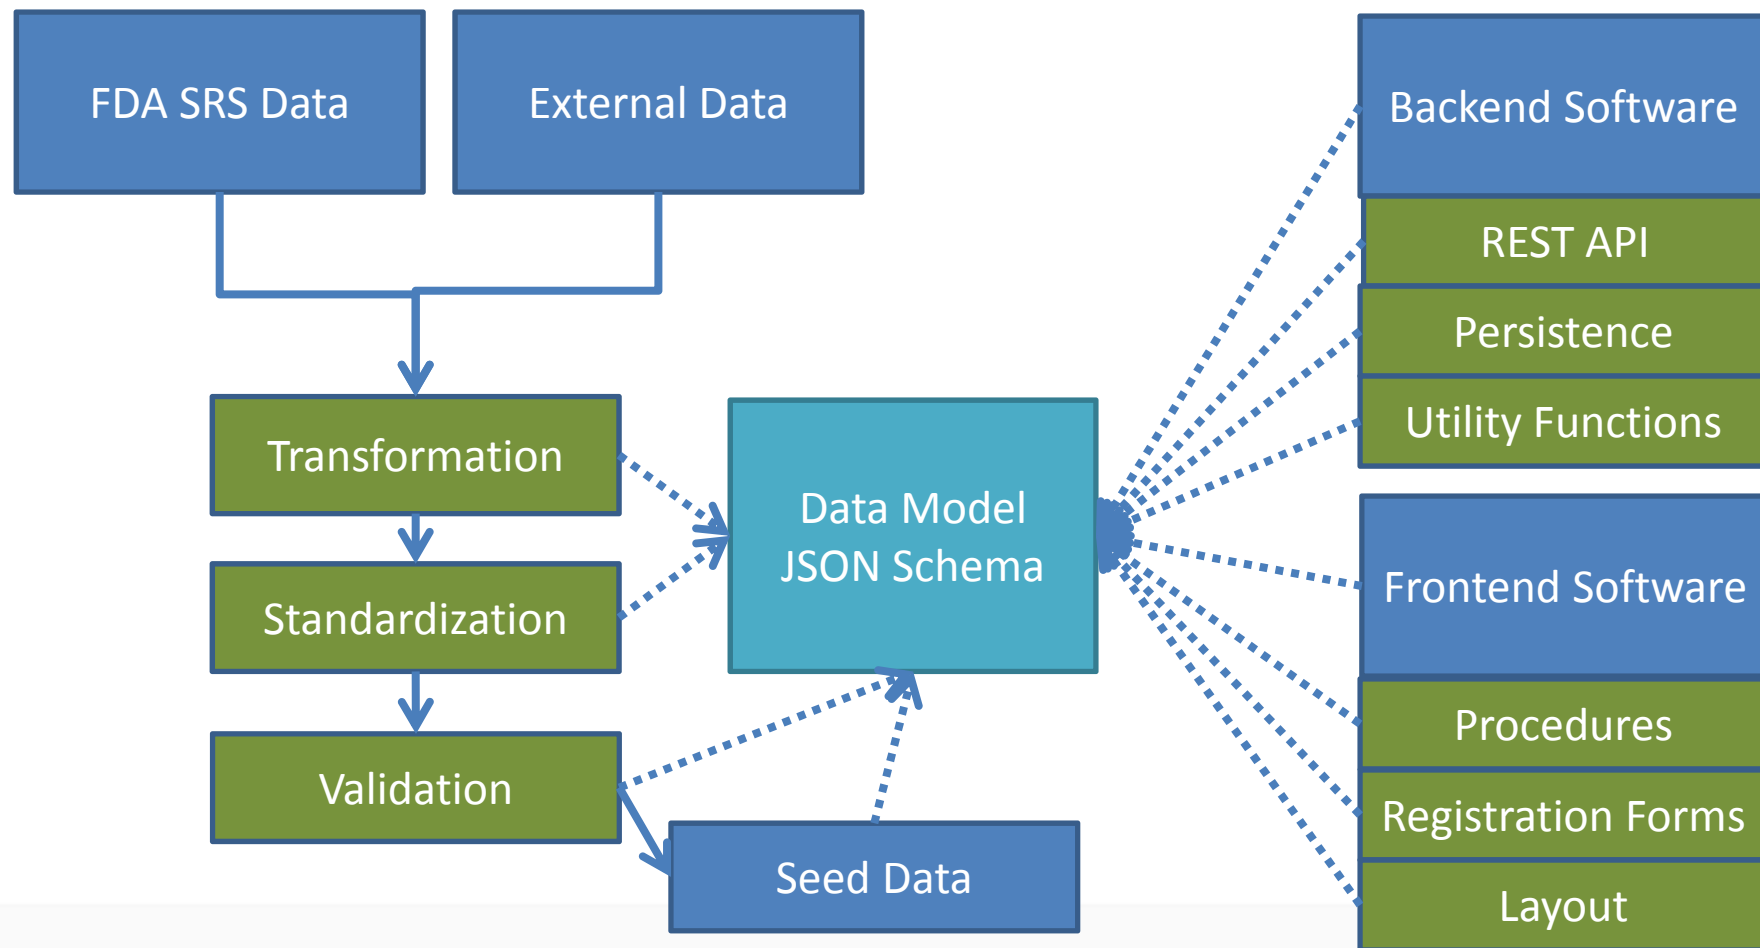 FDA SRS Data
External Data
Backend Software
REST API
Persistence
Utility Functions
Transformation
Data Model
JSON Schema
Standardization
Frontend Software
Procedures
Validation
Registration Forms
Seed Data
Layout